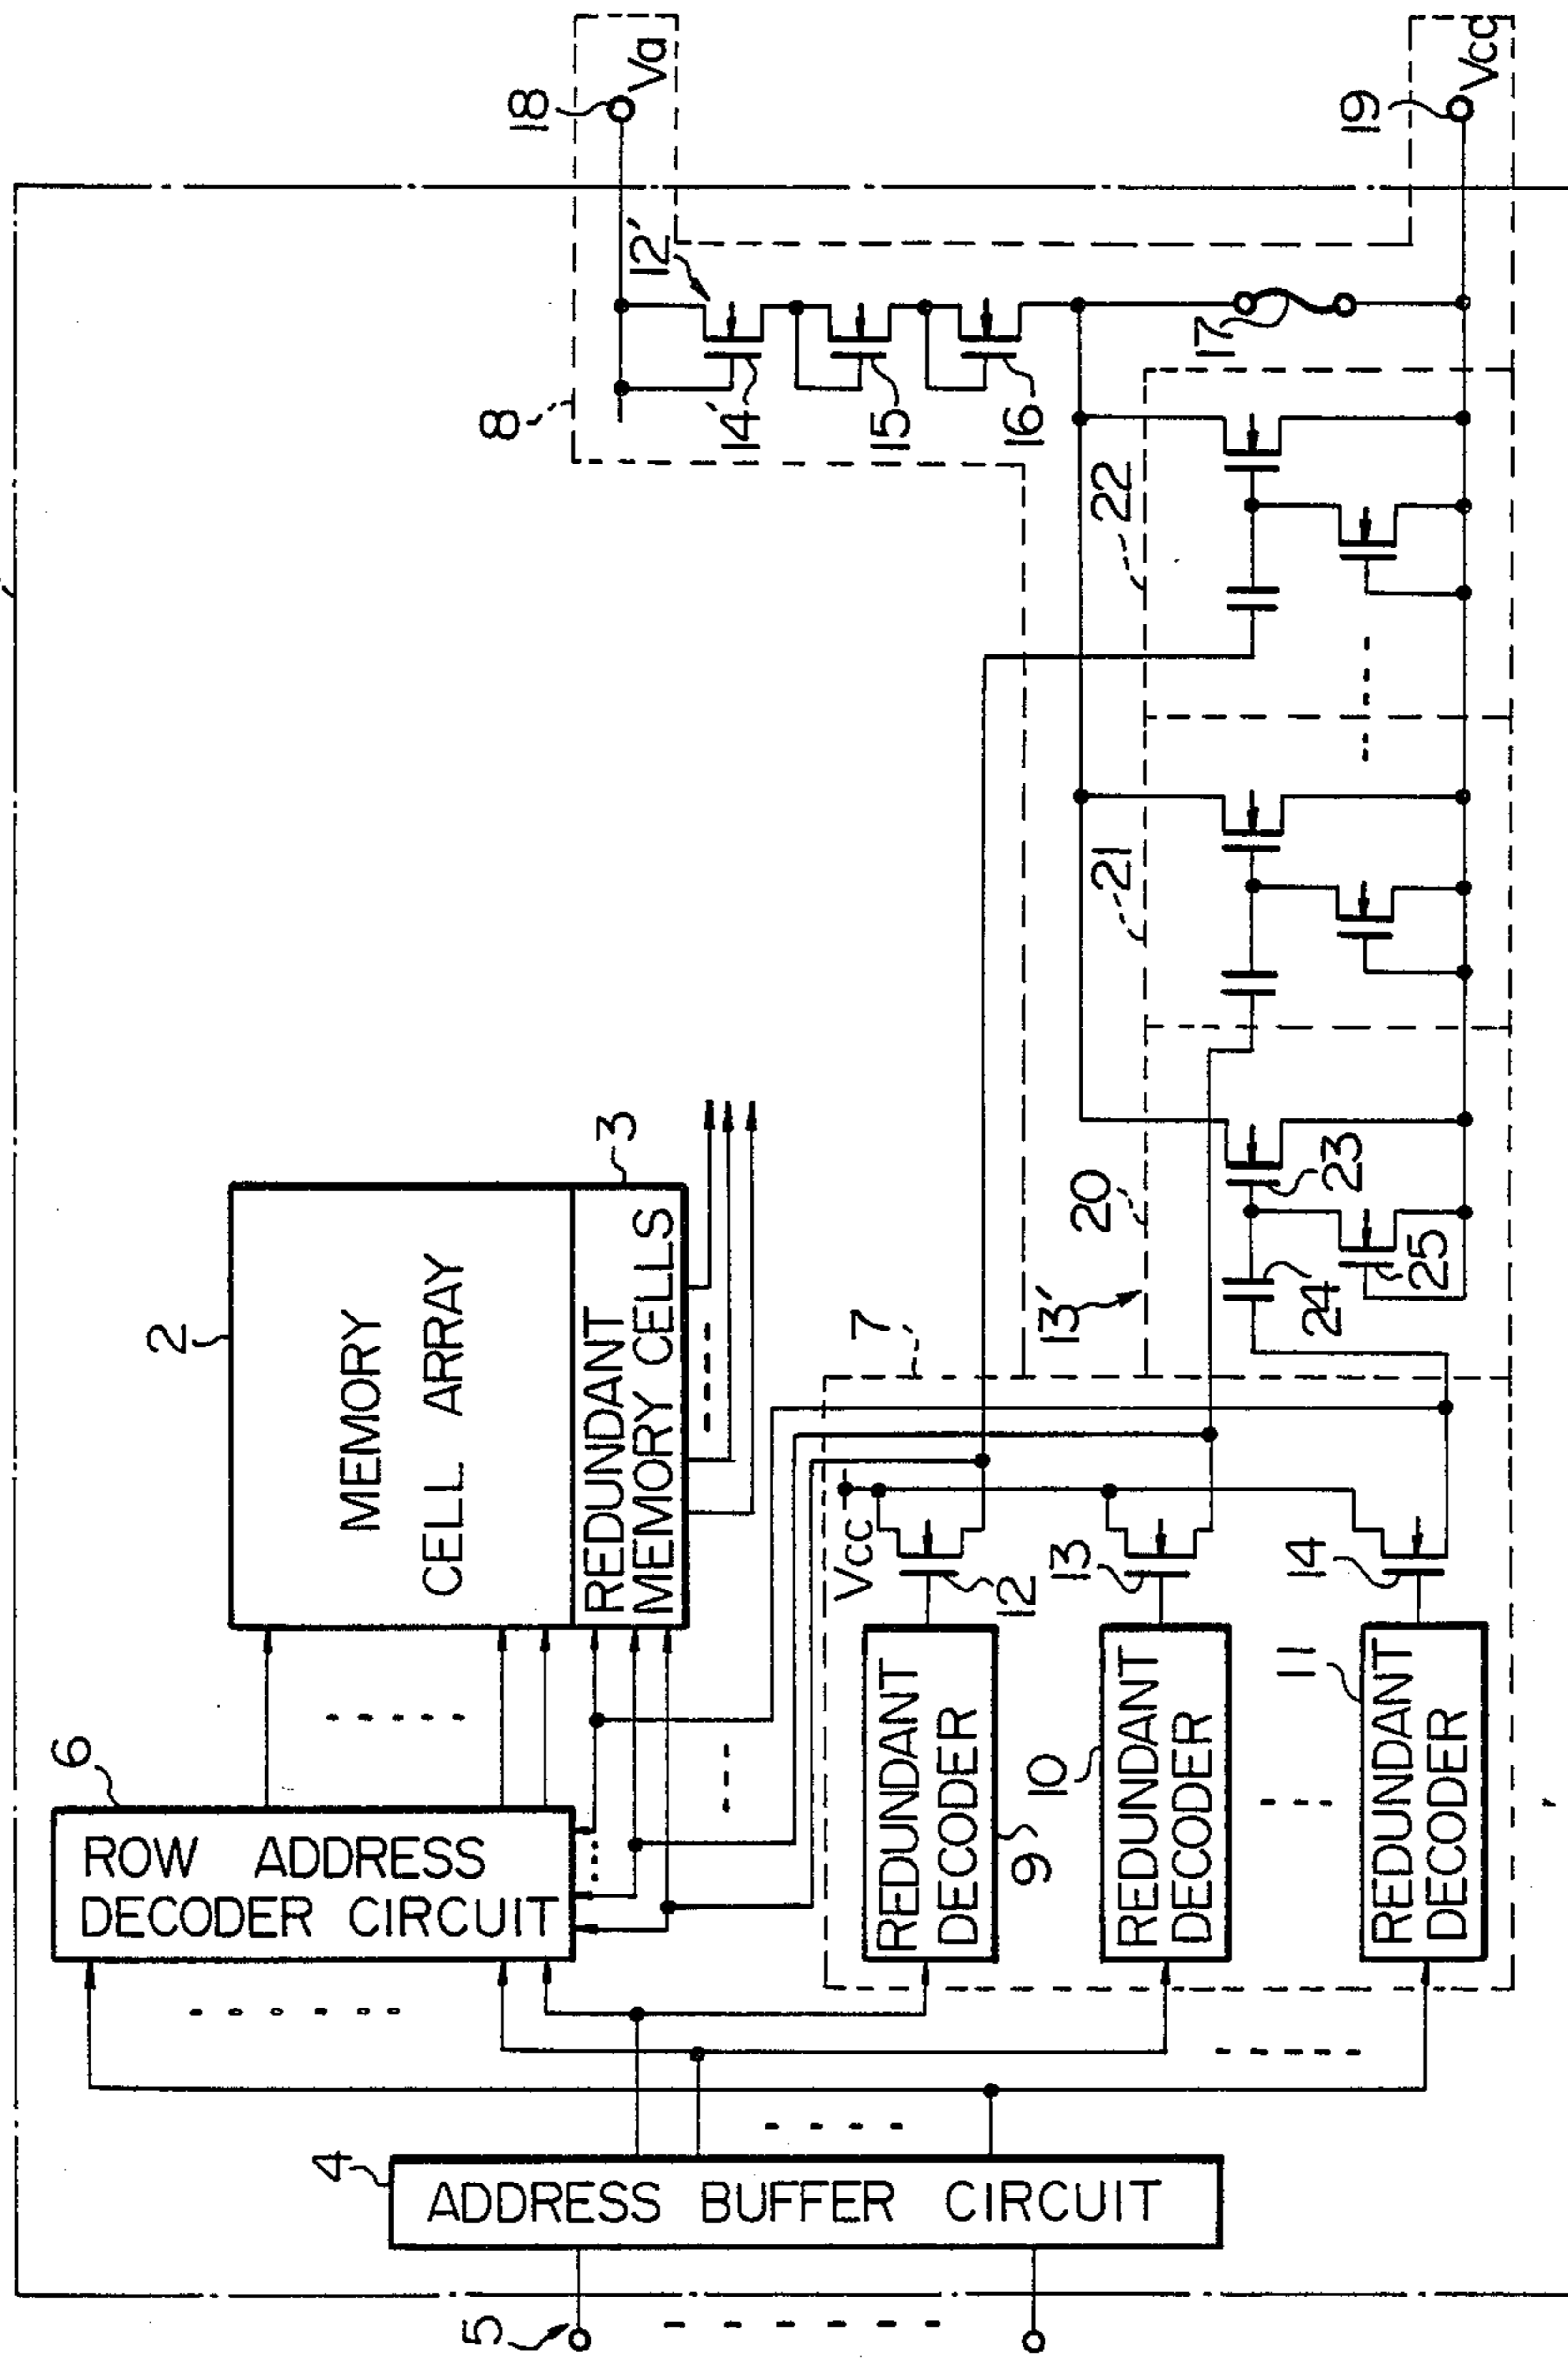 5
4
ADDRESS BUFFER CIRCUIT
6
ROW ADDRESS
DECODER CIRCUIT
2
MEMORY
CELL ARRAY
REDUNDANT
MEMORY CELLS
3
7
REDUNDANT
DECODER
9
REDUNDANT
DECODER
10
REDUNDANT
DECODER
11
Vcc
12
13
14
8
18
Va
12'
14'
15
16
17
19
Vcc
13'
20
21
22
23
24
25